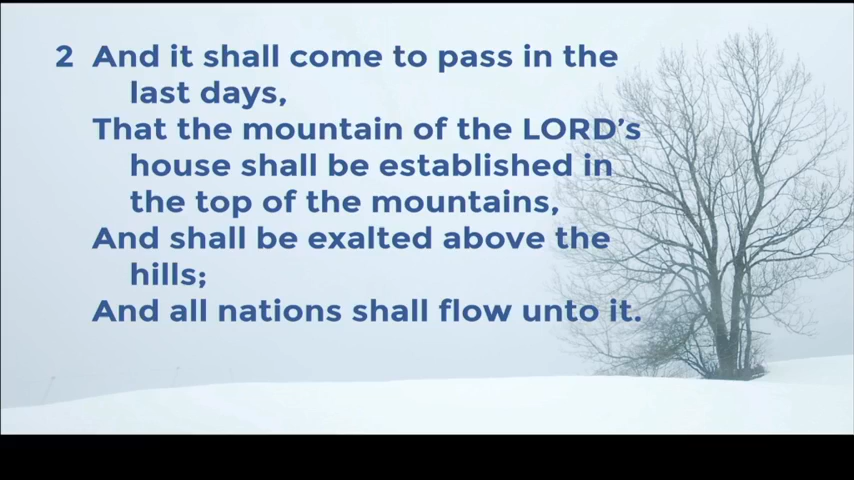 2 And it shall come to pass in the
last days,
That the mountain of the LORD’s
house shall be established in
the top of the mountains,
And shall be exalted above the
hills;
And all nations shall flow unto it.